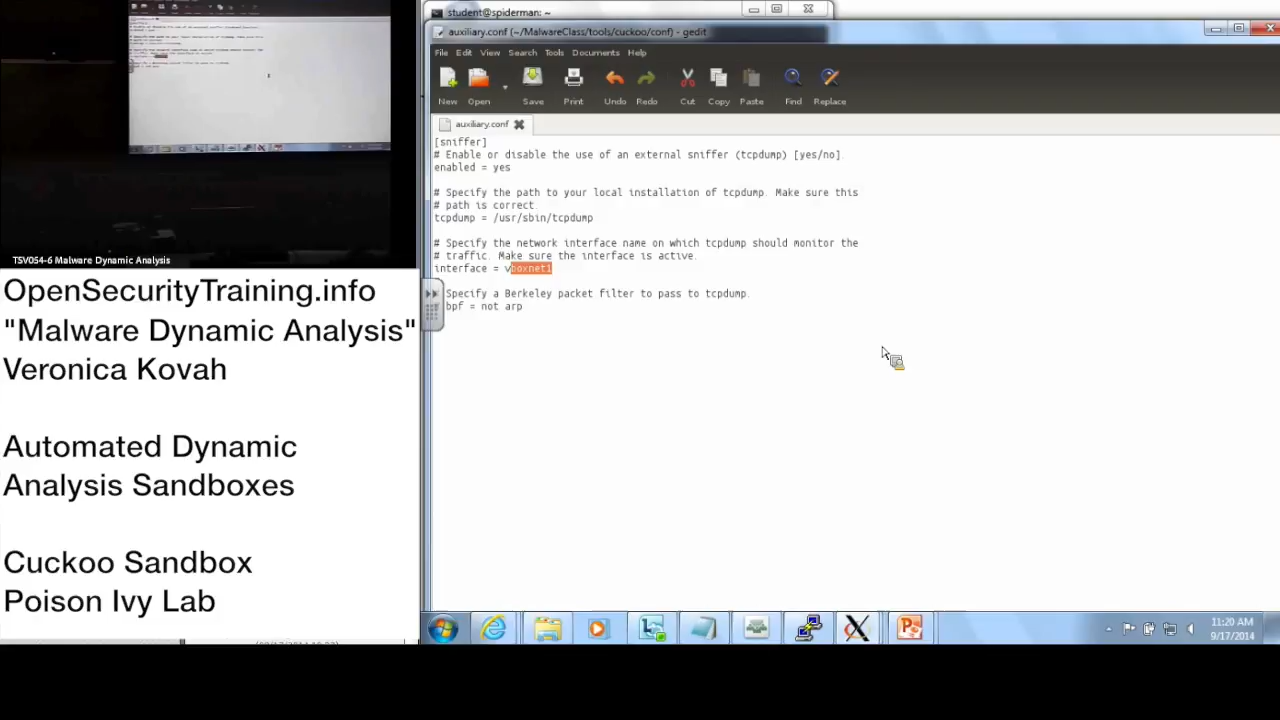 student@spiderman: ~
auxiliary.conf (~/MalwareClass/tools/cuckoo/conf) - gedit
File Edit View Search Tools Documents Help
New Open Save Print Undo Redo Cut Copy Paste Find Replace
auxiliary.conf
[sniffer]
# Enable or disable the use of an external sniffer (tcpdump) [yes/no].
enabled = yes
# Specify the path to your local installation of tcpdump. Make sure this
# path is correct.
tcpdump = /usr/sbin/tcpdump
# Specify the network interface name on which tcpdump should monitor the
# traffic. Make sure the interface is active.
interface = vboxnet1
Specify a Berkeley packet filter to pass to tcpdump.
bpf = not arp
TSV054-6 Malware Dynamic Analysis
OpenSecurityTraining.info
"Malware Dynamic Analysis"
Veronica Kovah
Automated Dynamic
Analysis Sandboxes
Cuckoo Sandbox
Poison Ivy Lab
11:20 AM
9/17/2014